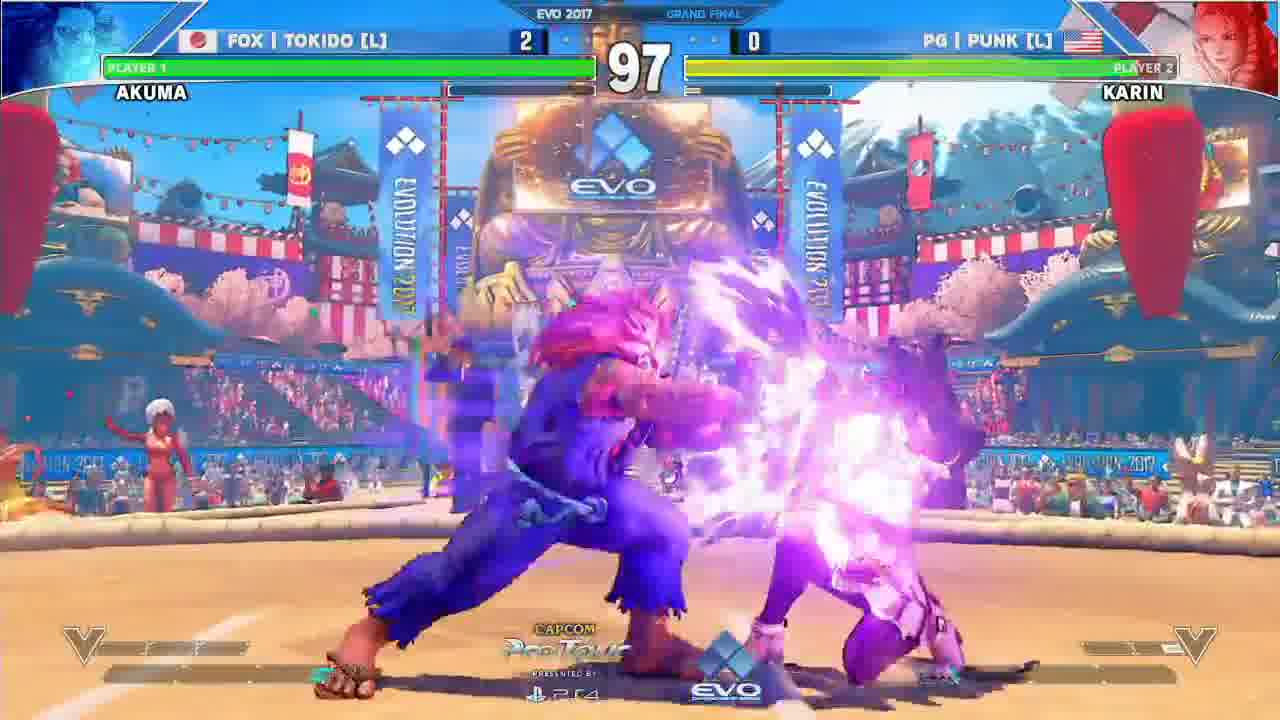 EVO 2017
GRAND FINAL
FOX | TOKIDO [L]
2
97
0
PG | PUNK [L]
PLAYER 1
PLAYER 2
AKUMA
KARIN
EVO
EVOLUTION 2017
EVOLUTION 2017
CAPCOM
Pro Tour
PRESENTED BY
PS4
EVO
V
V